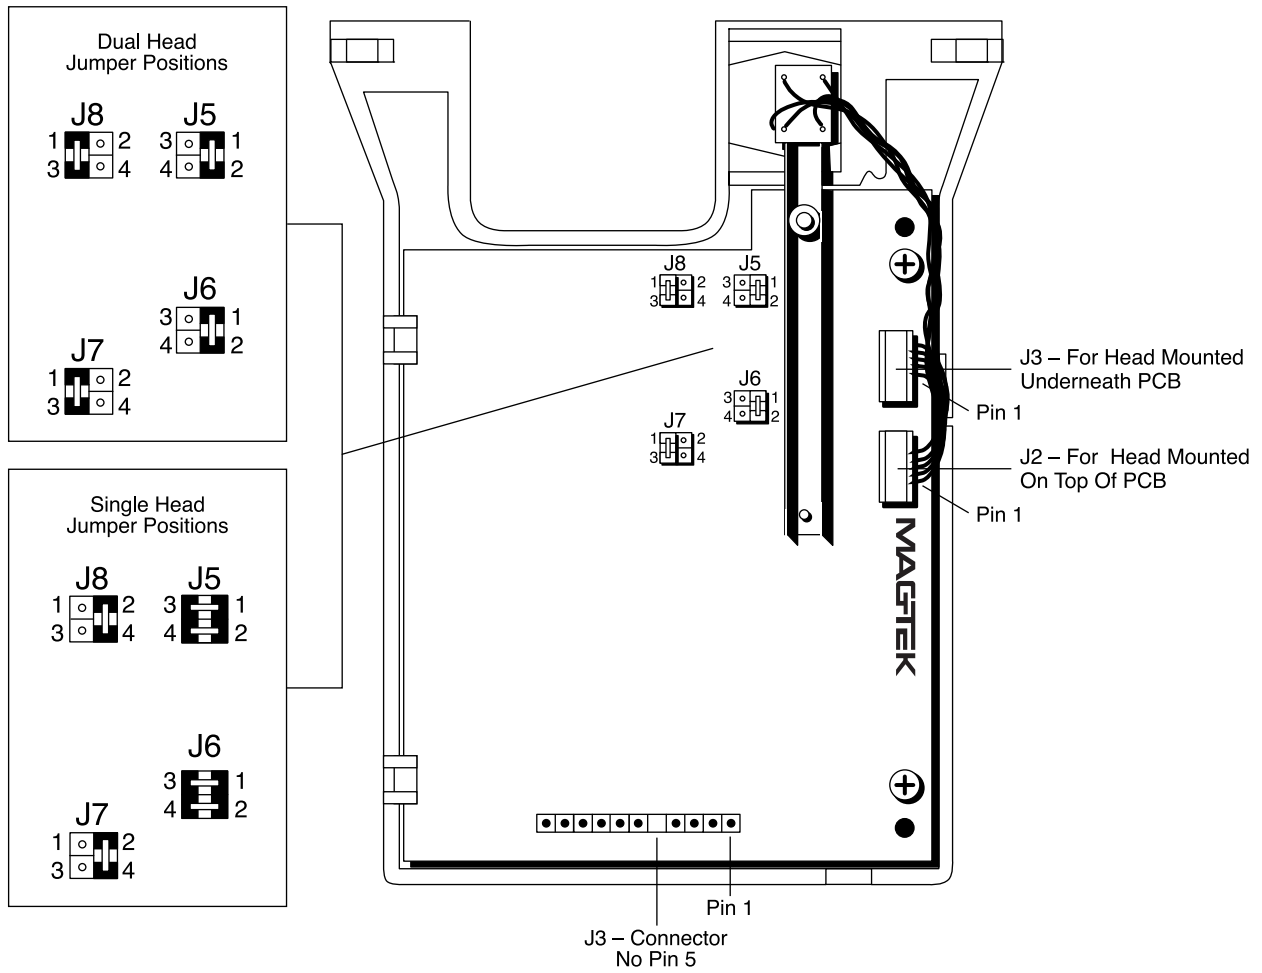 Dual Head
Jumper Positions
J8
J5
1 2
3 4
3 1
4 2
J6
3 1
4 2
J7
1 2
3 4
Single Head
Jumper Positions
J8
J5
1 2
3 4
3 1
4 2
J6
3 1
4 2
J7
1 2
3 4
J8
J5
1 2
3 4
3 1
4 2
J6
3 1
4 2
J7
1 2
3 4
J3 – For Head Mounted
Underneath PCB
Pin 1
J2 – For Head Mounted
On Top Of PCB
Pin 1
MAGTEK
Pin 1
J3 – Connector
No Pin 5